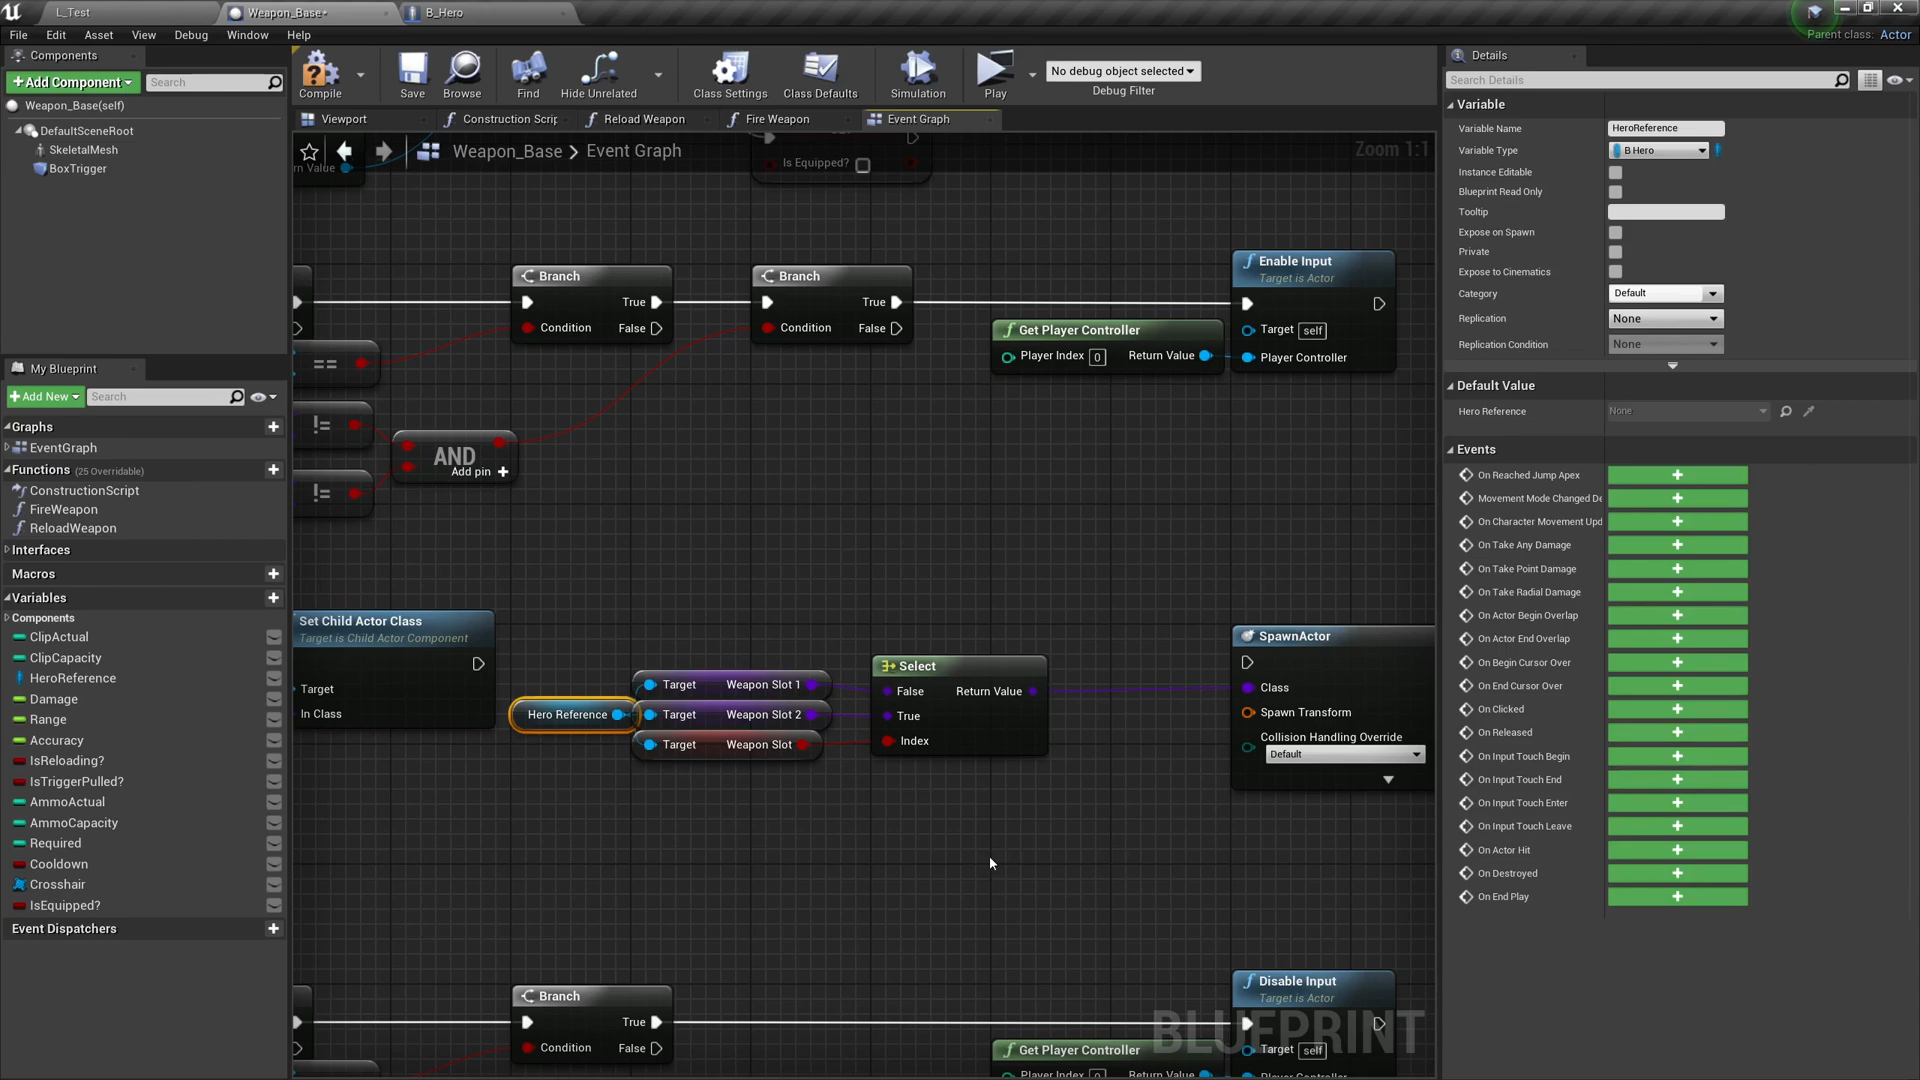 L_Test
Weapon_Base*
B_Hero
File
Edit
Asset
View
Debug
Window
Help
Parent class: Actor
Components
+Add Component
Search
Weapon_Base(self)
DefaultSceneRoot
SkeletalMesh
BoxTrigger
Compile
Save
Browse
Find
Hide Unrelated
Class Settings
Class Defaults
Simulation
Play
No debug object selected
Debug Filter
Viewport
Construction Scrip
Reload Weapon
Fire Weapon
Event Graph
Weapon_Base > Event Graph
Zoom 1:1
rn Value
Is Equipped?
Branch
True
Condition
False
Branch
True
Condition
False
Enable Input
Target is Actor
Target
self
Player Controller
Get Player Controller
Player Index
0
Return Value
==
!=
!=
AND
Add pin +
Set Child Actor Class
Target is Child Actor Component
Target
In Class
Hero Reference
Target
Weapon Slot 1
Target
Weapon Slot 2
Target
Weapon Slot
Select
False
Return Value
True
Index
SpawnActor
Class
Spawn Transform
Collision Handling Override
Default
Branch
True
Condition
False
Disable Input
Target is Actor
Target
self
Player Controller
Get Player Controller
Player Index
0
Return Value
BLUEPRINT
My Blueprint
+Add New
Search
Graphs
EventGraph
Functions (25 Overridable)
ConstructionScript
FireWeapon
ReloadWeapon
Interfaces
Macros
Variables
Components
ClipActual
ClipCapacity
HeroReference
Damage
Range
Accuracy
IsReloading?
IsTriggerPulled?
AmmoActual
AmmoCapacity
Required
Cooldown
Crosshair
IsEquipped?
Event Dispatchers
Details
Search Details
Variable
Variable Name
HeroReference
Variable Type
B Hero
Instance Editable
Blueprint Read Only
Tooltip
Expose on Spawn
Private
Expose to Cinematics
Category
Default
Replication
None
Replication Condition
None
Default Value
Hero Reference
None
Events
On Reached Jump Apex
Movement Mode Changed De
On Character Movement Upd
On Take Any Damage
On Take Point Damage
On Take Radial Damage
On Actor Begin Overlap
On Actor End Overlap
On Begin Cursor Over
On End Cursor Over
On Clicked
On Released
On Input Touch Begin
On Input Touch End
On Input Touch Enter
On Input Touch Leave
On Actor Hit
On Destroyed
On End Play